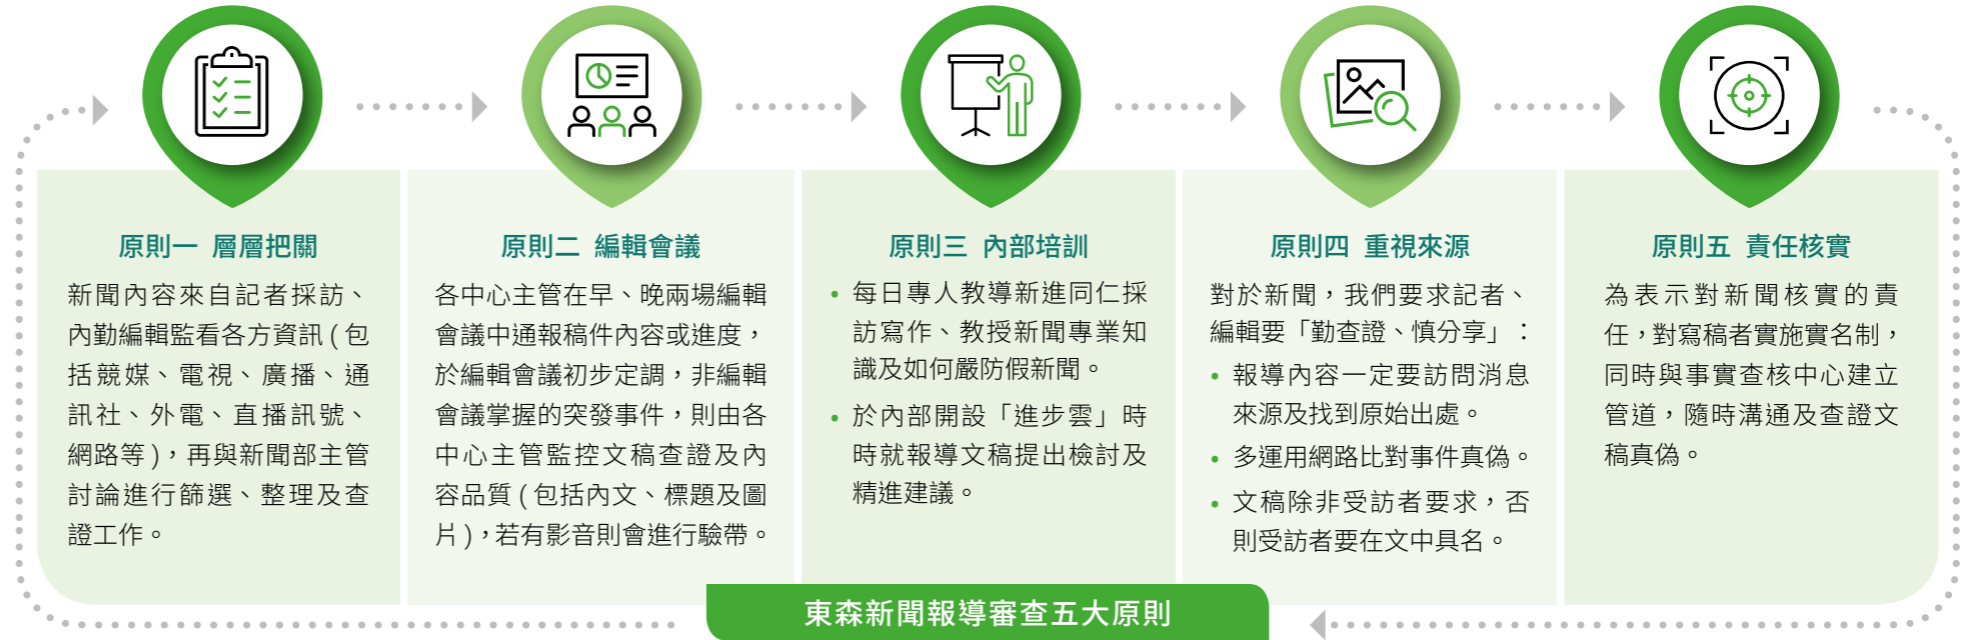 原則一 層層把關
新聞內容來自記者採訪、
內勤編輯監看各方資訊 ( 包
括競媒、電視、廣播、通
訊社、外電、直播訊號、
網路等 )，再與新聞部主管
討論進行篩選、整理及查
證工作。
原則二 編輯會議
各中心主管在早、晚兩場編輯
會議中通報稿件內容或進度，
於編輯會議初步定調，非編輯
會議掌握的突發事件，則由各
中心主管監控文稿查證及內
容品質 ( 包括內文、標題及圖
片 )，若有影音則會進行驗帶。
原則三 內部培訓
• 每日專人教導新進同仁採
訪寫作、教授新聞專業知
識及如何嚴防假新聞。
• 於內部開設「進步雲」時
時就報導文稿提出檢討及
精進建議。
原則四 重視來源
對於新聞，我們要求記者、
編輯要「勤查證、慎分享」：
• 報導內容一定要訪問消息
來源及找到原始出處。
• 多運用網路比對事件真偽。
• 文稿除非受訪者要求，否
則受訪者要在文中具名。
原則五 責任核實
為表示對新聞核實的責
任，對寫稿者實施實名制，
同時與事實查核中心建立
管道，隨時溝通及查證文
稿真偽。
東森新聞報導審查五大原則